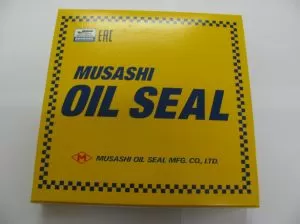 EAC
MUSASHI
OIL SEAL
M MUSASHI OIL SEAL MFG. CO., LTD.